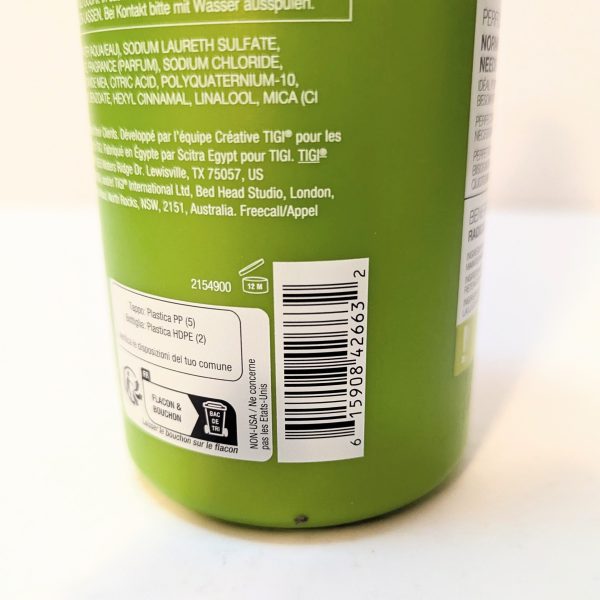 LASSEN. Bei Kontakt bitte mit Wasser ausspülen.
(AQUA/EAU), SODIUM LAURETH SULFATE,
FRAGRANCE (PARFUM), SODIUM CHLORIDE,
MEA, CITRIC ACID, POLYQUATERNIUM-10,
HEXYL CINNAMAL, LINALOOL, MICA (CI
Clients. Développé par l'équipe Créative TIGI® pour les
Fabriqué en Égypte par Scitra Egypt pour TIGI. TIGI®
Ridge Dr. Lewisville, TX 75057, US
TIGI® International Ltd, Bed Head Studio, London,
North Rocks, NSW, 2151, Australia. Freecall/Appel
2154900
12 M
Tappo: Plastica PP (5)
Bottiglia: Plastica HDPE (2)
le disposizioni del tuo comune
FR
FLACON &
BOUCHON
BAC
DE
TRI
Laisser le bouchon sur le flacon
NON-USA / Ne concerne
pas les Etats-Unis
6 15908 42663 2